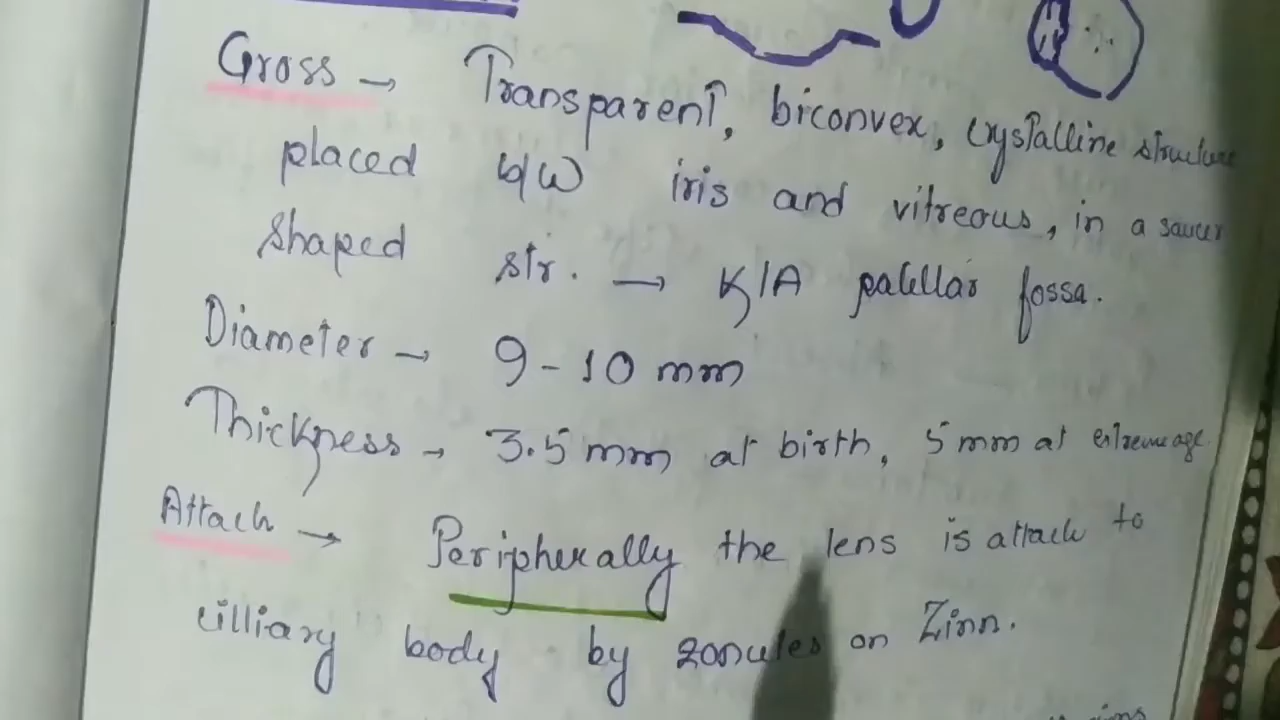 Gross → Transparent, biconvex, crystalline structure
placed b/w iris and vitreous, in a saucer
shaped str. → K/A patellar fossa.
Diameter → 9-10 mm
Thickness → 3.5 mm at birth, 5 mm at extreme age
Attach → Peripherally the lens is attach to
cilliary body by zonules on Zinn.